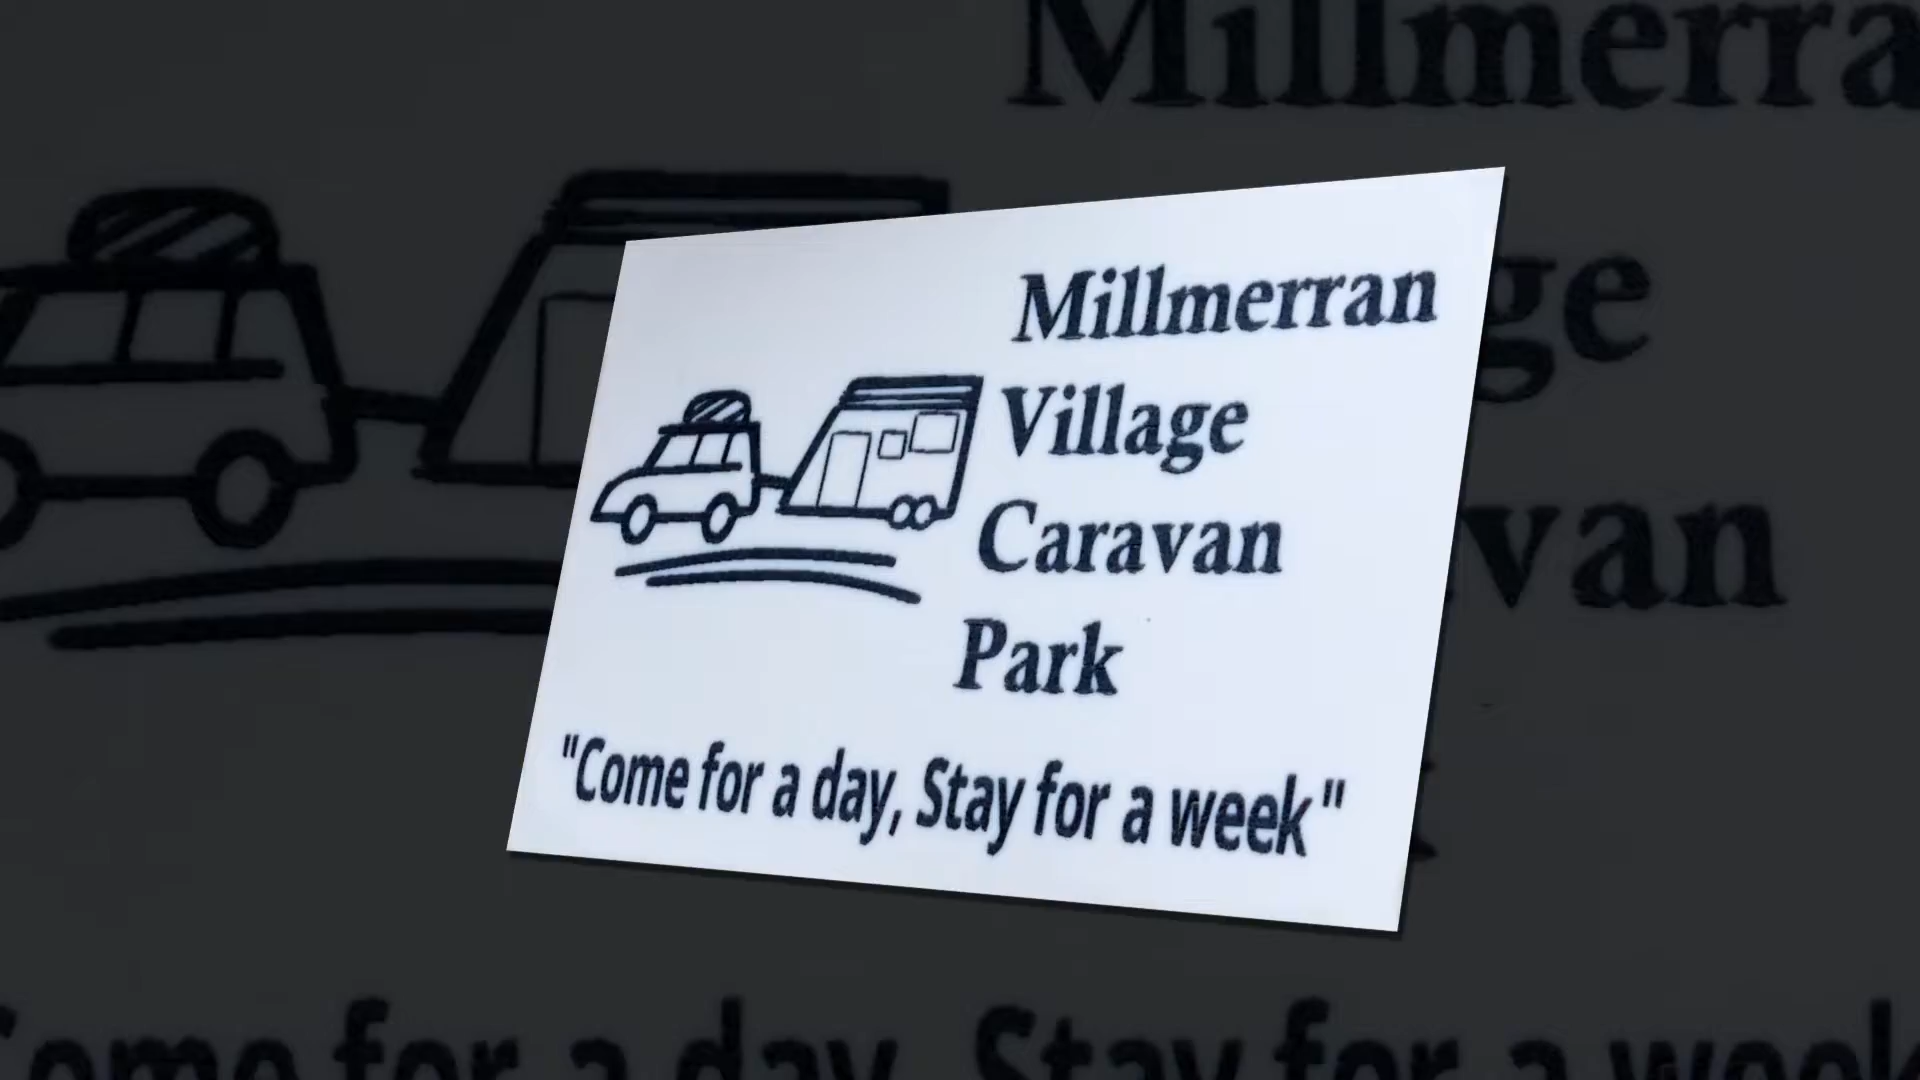 Millmerran
Village
Caravan
Park
"Come for a day, Stay for a week"